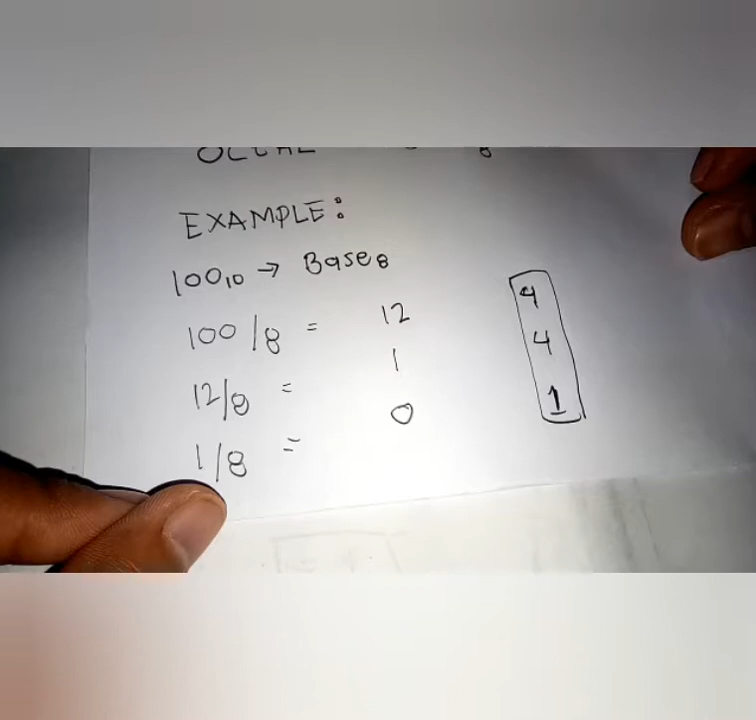 EXAMPLE:
100₁₀ → Base₈
100/8 = 12 4
12/8 = 1 4
1/8 = 0 1